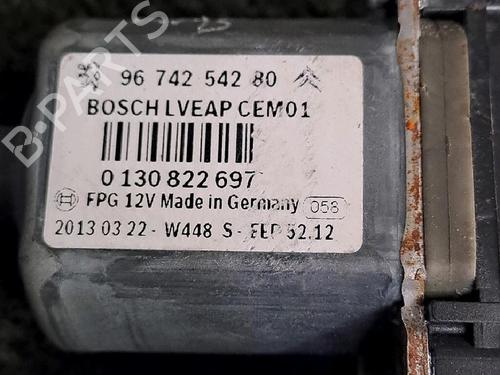 96 742 542 80
BOSCH LVEAP CEM01
0 130 822 697
FPG 12V Made in Germany 058
2013 03 22 - W448 S - FEP 52.12
B-PARTS